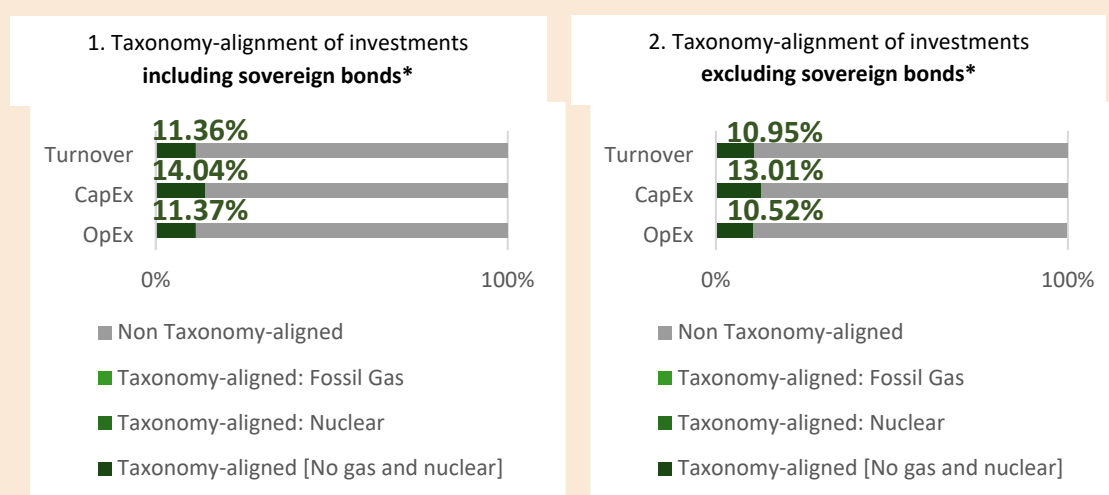 1. Taxonomy-alignment of investments
including sovereign bonds*
11.36%
Turnover
14.04%
CapEx
11.37%
OpEx
0% 100%
Non Taxonomy-aligned
Taxonomy-aligned: Fossil Gas
Taxonomy-aligned: Nuclear
Taxonomy-aligned [No gas and nuclear]
2. Taxonomy-alignment of investments
excluding sovereign bonds*
10.95%
Turnover
13.01%
CapEx
10.52%
OpEx
0% 100%
Non Taxonomy-aligned
Taxonomy-aligned: Fossil Gas
Taxonomy-aligned: Nuclear
Taxonomy-aligned [No gas and nuclear]